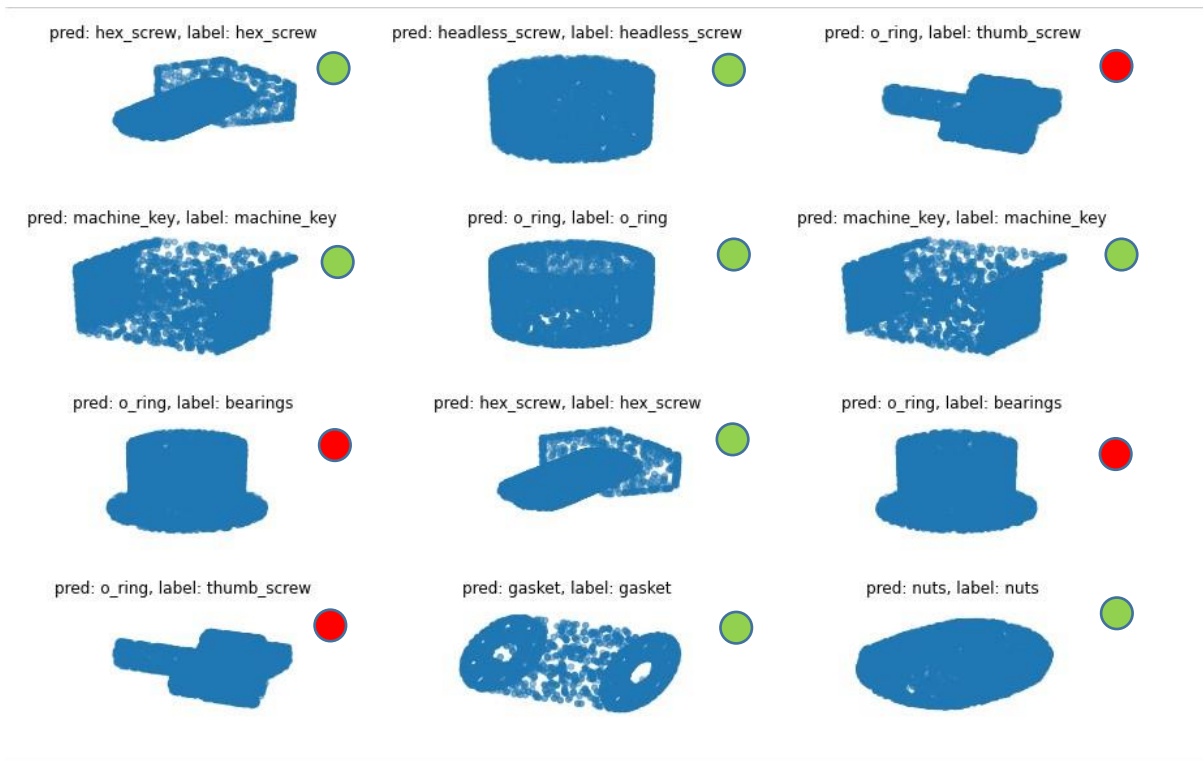 pred: hex_screw, label: hex_screw
pred: headless_screw, label: headless_screw
pred: o_ring, label: thumb_screw
pred: machine_key, label: machine_key
pred: o_ring, label: o_ring
pred: machine_key, label: machine_key
pred: o_ring, label: bearings
pred: hex_screw, label: hex_screw
pred: o_ring, label: bearings
pred: o_ring, label: thumb_screw
pred: gasket, label: gasket
pred: nuts, label: nuts